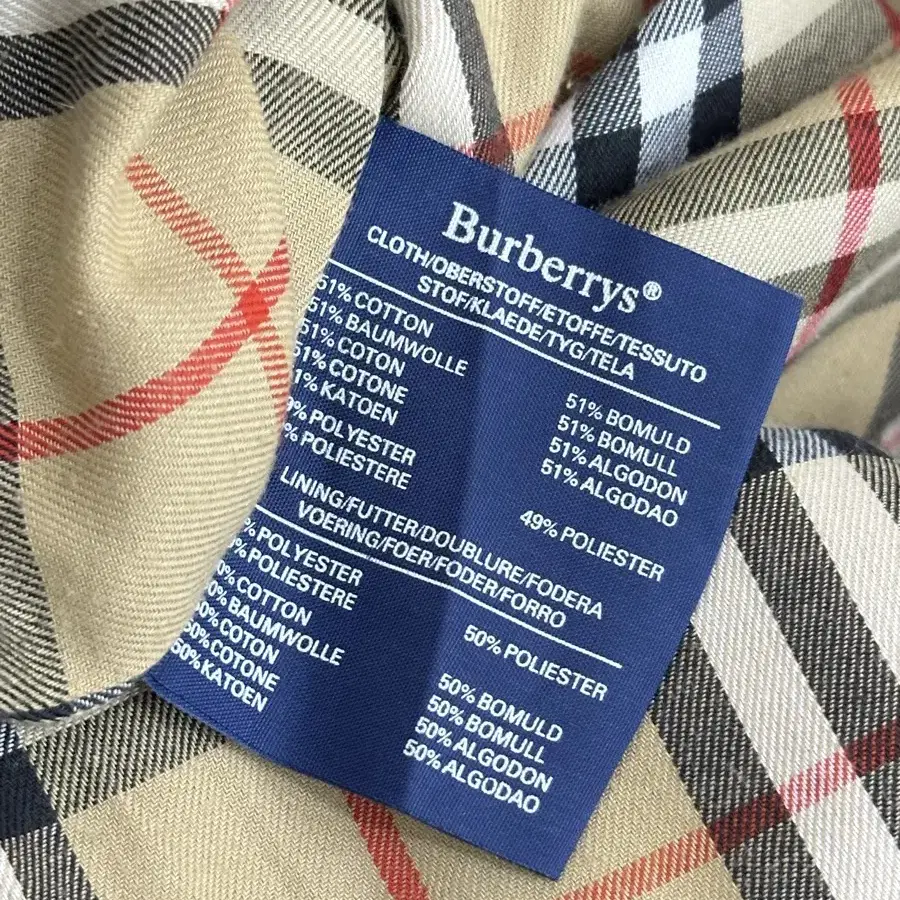 Burberrys®
CLOTH/OBERSTOFF/ETOFFE/TESSUTO
STOF/KLAEDE/TYG/TELA
51% COTTON
51% BAUMWOLLE
51% COTON
51% COTONE
1% KATOEN
9% POLYESTER
% POLIESTERE
51% BOMULD
51% BOMULL
51% ALGODON
51% ALGODAO
49% POLIESTER
LINING/FUTTER/DOUBLURE/FODERA
VOERING/FOER/FODER/FORRO
% POLYESTER
% POLIESTERE
0% COTTON
0% BAUMWOLLE
50% COTON
50% COTONE
50% KATOEN
50% POLIESTER
50% BOMULD
50% BOMULL
50% ALGODON
50% ALGODAO